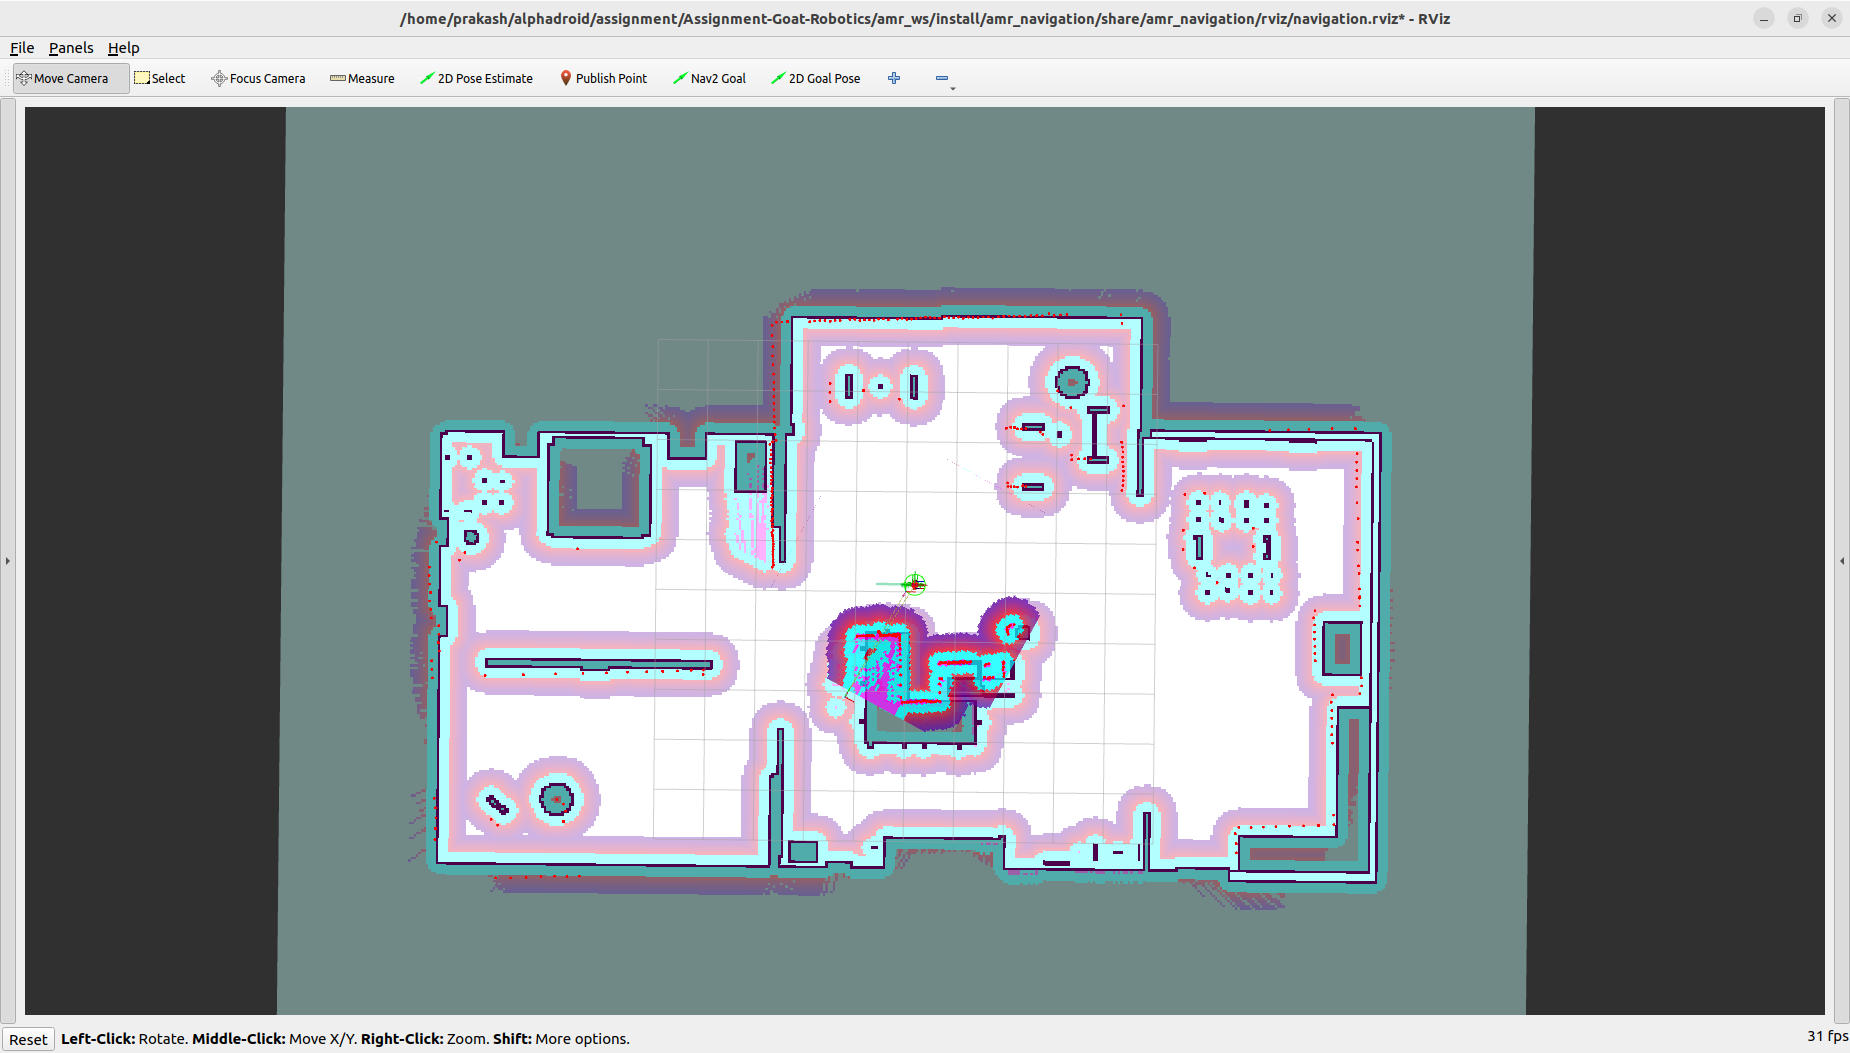 /home/prakash/alphadroid/assignment/Assignment-Goat-Robotics/amr_ws/install/amr_navigation/share/amr_navigation/rviz/navigation.rviz* - RViz
File Panels Help
Move Camera Select Focus Camera Measure 2D Pose Estimate Publish Point Nav2 Goal 2D Goal Pose
Reset Left-Click: Rotate. Middle-Click: Move X/Y. Right-Click: Zoom. Shift: More options. 31 fps